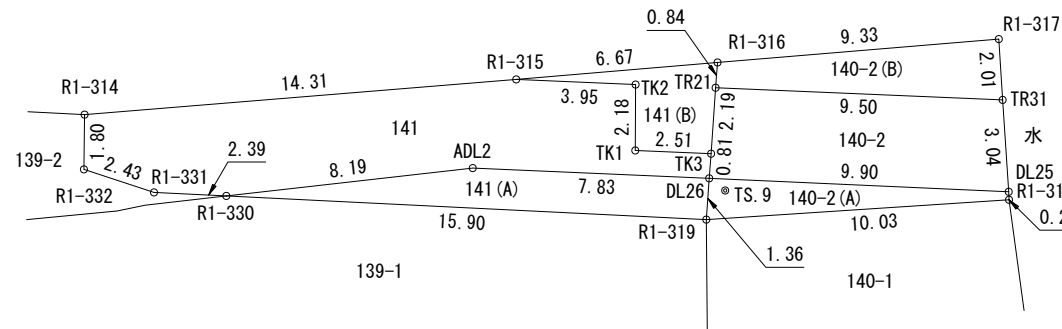 R1-317
0.84
9.33
R1-316
6.67
R1-315
140-2(B)
2.01
R1-314
14.31
TK2
TR21
3.95
TR31
9.50
2.18
141(B)
2.19
141
140-2
水
1.80
2.51
3.04
139-2
2.39
ADL2
TK1
TK3
0.81
2.43
R1-331
8.19
9.90
DL25
R1-332
141(A)
7.83
DL26
TS.9
140-2(A)
R1-31
R1-330
15.90
R1-319
10.03
0.2
1.36
139-1
140-1